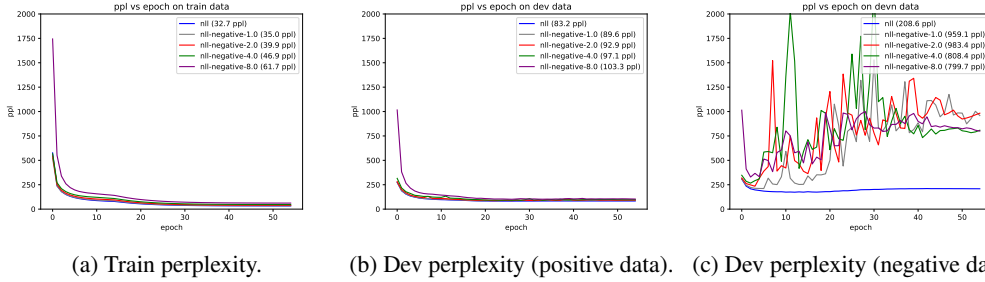 ppl vs epoch on train data
ppl
2000
1750
1500
1250
1000
750
500
250
0
nll (32.7 ppl)
nll-negative-1.0 (35.0 ppl)
nll-negative-2.0 (39.9 ppl)
nll-negative-4.0 (46.9 ppl)
nll-negative-8.0 (61.7 ppl)
0 10 20 30 40 50
epoch
(a) Train perplexity.
ppl vs epoch on dev data
ppl
2000
1750
1500
1250
1000
750
500
250
0
nll (83.2 ppl)
nll-negative-1.0 (89.6 ppl)
nll-negative-2.0 (92.9 ppl)
nll-negative-4.0 (97.1 ppl)
nll-negative-8.0 (103.3 ppl)
0 10 20 30 40 50
epoch
(b) Dev perplexity (positive data).
ppl vs epoch on devn data
ppl
2000
1750
1500
1250
1000
750
500
250
0
nll (208.6 ppl)
nll-negative-1.0 (959.1 ppl)
nll-negative-2.0 (983.4 ppl)
nll-negative-4.0 (808.4 ppl)
nll-negative-8.0 (799.7 ppl)
0 10 20 30 40 50
epoch
(c) Dev perplexity (negative da